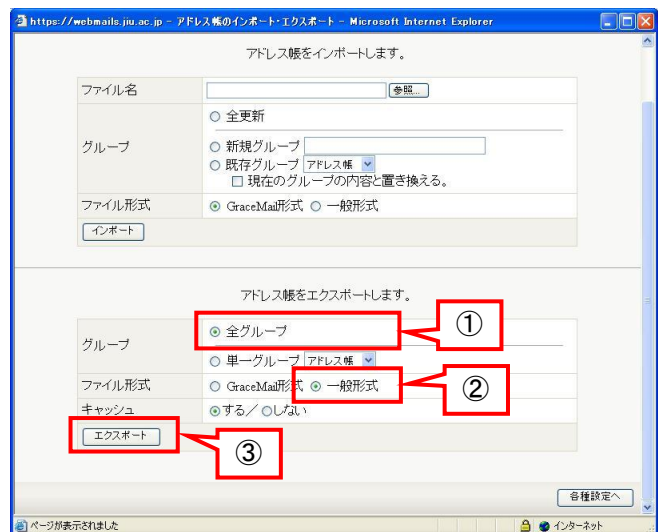 https://webmails.jiu.ac.jp - アドレス帳のインポート・エクスポート - Microsoft Internet Explorer
アドレス帳をインポートします。
ファイル名 参照...
全更新
グループ
新規グループ
既存グループ アドレス帳
現在のグループの内容と置き換える。
ファイル形式 GraceMail形式 一般形式
インポート
アドレス帳をエクスポートします。
全グループ ①
グループ
単一グループ アドレス帳
ファイル形式 GraceMail形式 一般形式 ②
キャッシュ する／ しない
エクスポート ③
各種設定へ
ページが表示されました インターネット